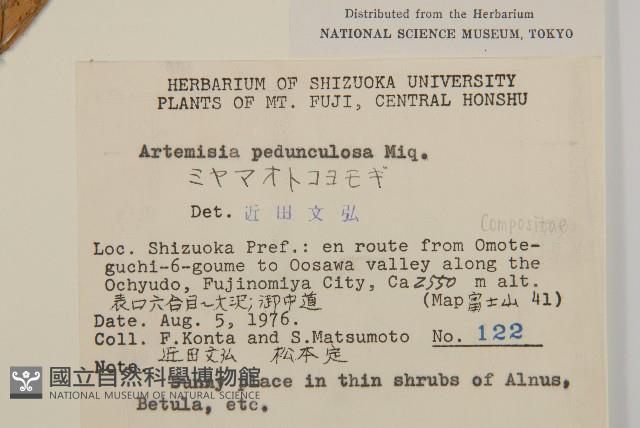 Distributed from the Herbarium
NATIONAL SCIENCE MUSEUM, TOKYO
HERBARIUM OF SHIZUOKA UNIVERSITY
PLANTS OF MT. FUJI, CENTRAL HONSHU
Artemisia pedunculosa Miq.
ミヤマオトコヨモギ
Det. 近田文弘
Compositae
Loc. Shizuoka Pref.: en route from Omote-
guchi-6-goume to Oosawa valley along the
Ochyudo, Fujinomiya City, Ca 2550 m alt.
表口六合目~大沢;御中道 (Map 富士山 41)
Date. Aug. 5, 1976.
Coll. F.Konta and S.Matsumoto No. 122
近田文弘 松本定
Note
Sunny place in thin shrubs of Alnus,
Betula, etc.
國立自然科學博物館
NATIONAL MUSEUM OF NATURAL SCIENCE